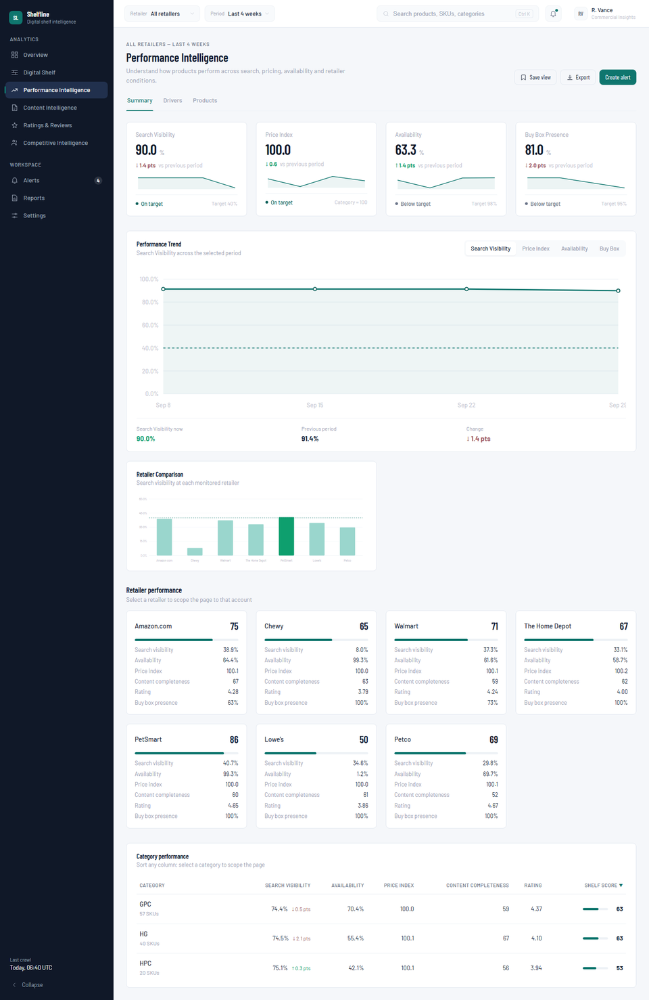 SL
Shelfline
Digital shelf intelligence
ANALYTICS
Overview
Digital Shelf
Performance Intelligence
Content Intelligence
Ratings & Reviews
Competitive Intelligence
WORKSPACE
Alerts 4
Reports
Settings
Last crawl
Today, 06:40 UTC
Collapse
Retailer All retailers
Period Last 4 weeks
Search products, SKUs, categories Ctrl K
RV
R. Vance
Commercial Insights
ALL RETAILERS — LAST 4 WEEKS
Performance Intelligence
Understand how products perform across search, pricing, availability and retailer
conditions.
Save view
Export
Create alert
Summary Drivers Products
Search Visibility
90.0 %
↓ 1.4 pts vs previous period
On target Target 40%
Price Index
100.0
↓ 0.6 vs previous period
On target Category = 100
Availability
63.3 %
↑ 1.4 pts vs previous period
Below target Target 98%
Buy Box Presence
81.0 %
↓ 2.0 pts vs previous period
Below target Target 95%
Performance Trend
Search Visibility across the selected period
Search Visibility Price Index Availability Buy Box
100.0%
80.0%
60.0%
40.0%
20.0%
0.0%
Sep 8 Sep 15 Sep 22 Sep 29
Search Visibility now
90.0%
Previous period
91.4%
Change
↓ 1.4 pts
Retailer Comparison
Search visibility at each monitored retailer
60.0%
45.0%
30.0%
15.0%
0.0%
Amazon.com Chewy Walmart The Home Depot PetSmart Lowe's Petco
Retailer performance
Select a retailer to scope the page to that account
Amazon.com 75
Search visibility 38.9%
Availability 64.4%
Price index 100.1
Content completeness 67
Rating 4.28
Buy box presence 63%
Chewy 65
Search visibility 8.0%
Availability 99.3%
Price index 100.0
Content completeness 63
Rating 3.79
Buy box presence 100%
Walmart 71
Search visibility 37.3%
Availability 61.6%
Price index 100.1
Content completeness 59
Rating 4.24
Buy box presence 73%
The Home Depot 67
Search visibility 33.1%
Availability 58.7%
Price index 100.2
Content completeness 62
Rating 4.00
Buy box presence 100%
PetSmart 86
Search visibility 40.7%
Availability 99.3%
Price index 100.0
Content completeness 60
Rating 4.65
Buy box presence 100%
Lowe's 50
Search visibility 34.6%
Availability 1.2%
Price index 100.0
Content completeness 61
Rating 3.86
Buy box presence 100%
Petco 69
Search visibility 29.8%
Availability 69.7%
Price index 100.1
Content completeness 52
Rating 4.67
Buy box presence 100%
Category performance
Sort any column; select a category to scope the page
CATEGORY SEARCH VISIBILITY AVAILABILITY PRICE INDEX CONTENT COMPLETENESS RATING SHELF SCORE ▼
GPC 74.4% ↓ 0.5 pts 70.4% 100.0 59 4.37 63
57 SKUs
HG 74.5% ↓ 2.1 pts 55.4% 100.1 67 4.10 63
40 SKUs
HPC 75.1% ↑ 0.3 pts 42.1% 100.1 56 3.94 53
20 SKUs